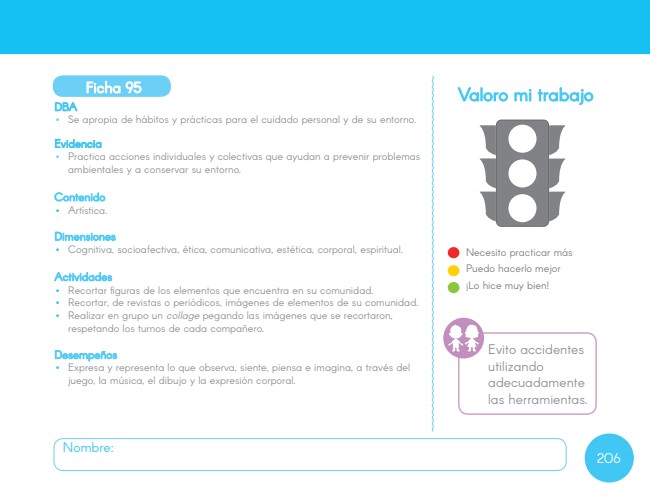 Ficha 95
DBA
• Se apropia de hábitos y prácticas para el cuidado personal y de su entorno.
Evidencia
• Practica acciones individuales y colectivas que ayudan a prevenir problemas
ambientales y a conservar su entorno.
Contenido
• Artística.
Dimensiones
• Cognitiva, socioafectiva, ética, comunicativa, estética, corporal, espiritual.
Actividades
• Recortar figuras de los elementos que encuentra en su comunidad.
• Recortar, de revistas o periódicos, imágenes de elementos de su comunidad.
• Realizar en grupo un collage pegando las imágenes que se recortaron,
respetando los turnos de cada compañero.
Desempeños
• Expresa y representa lo que observa, siente, piensa e imagina, a través del
juego, la música, el dibujo y la expresión corporal.
Valoro mi trabajo
Necesito practicar más
Puedo hacerlo mejor
¡Lo hice muy bien!
Evito accidentes
utilizando
adecuadamente
las herramientas.
Nombre:
206